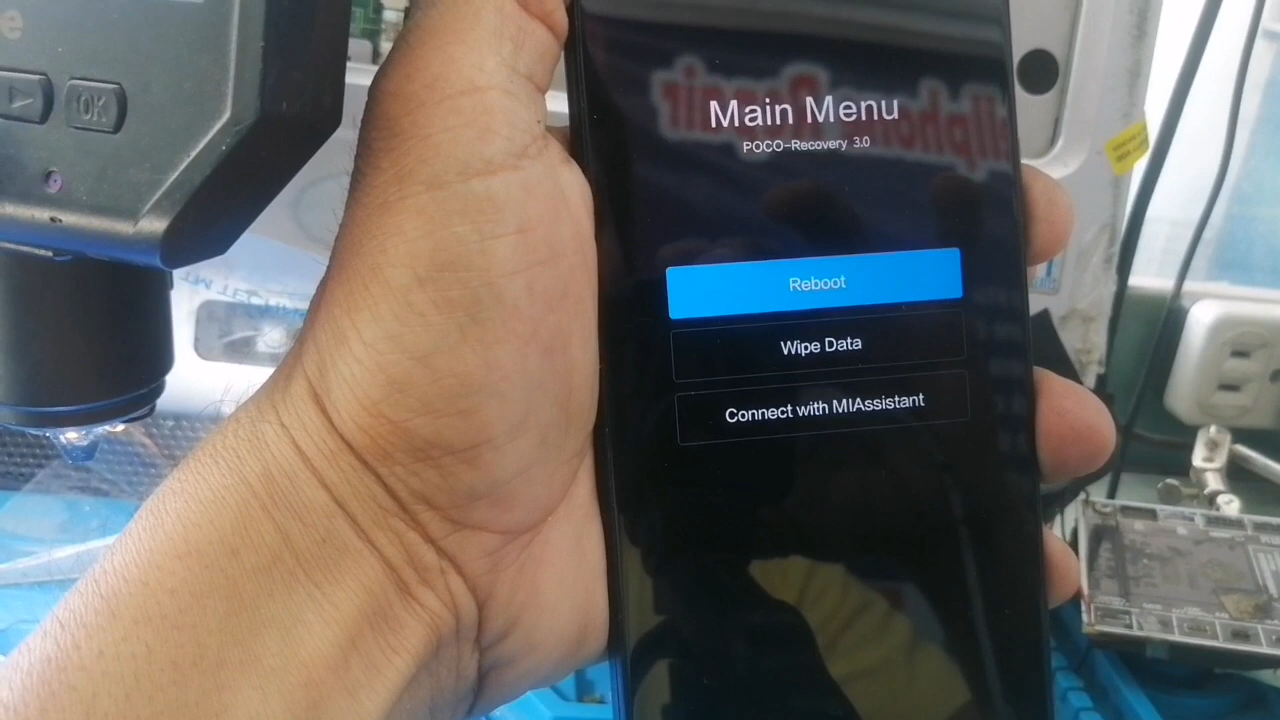 e
OK
Main Menu
POCO-Recovery 3.0
Reboot
Wipe Data
Connect with MIAssistant